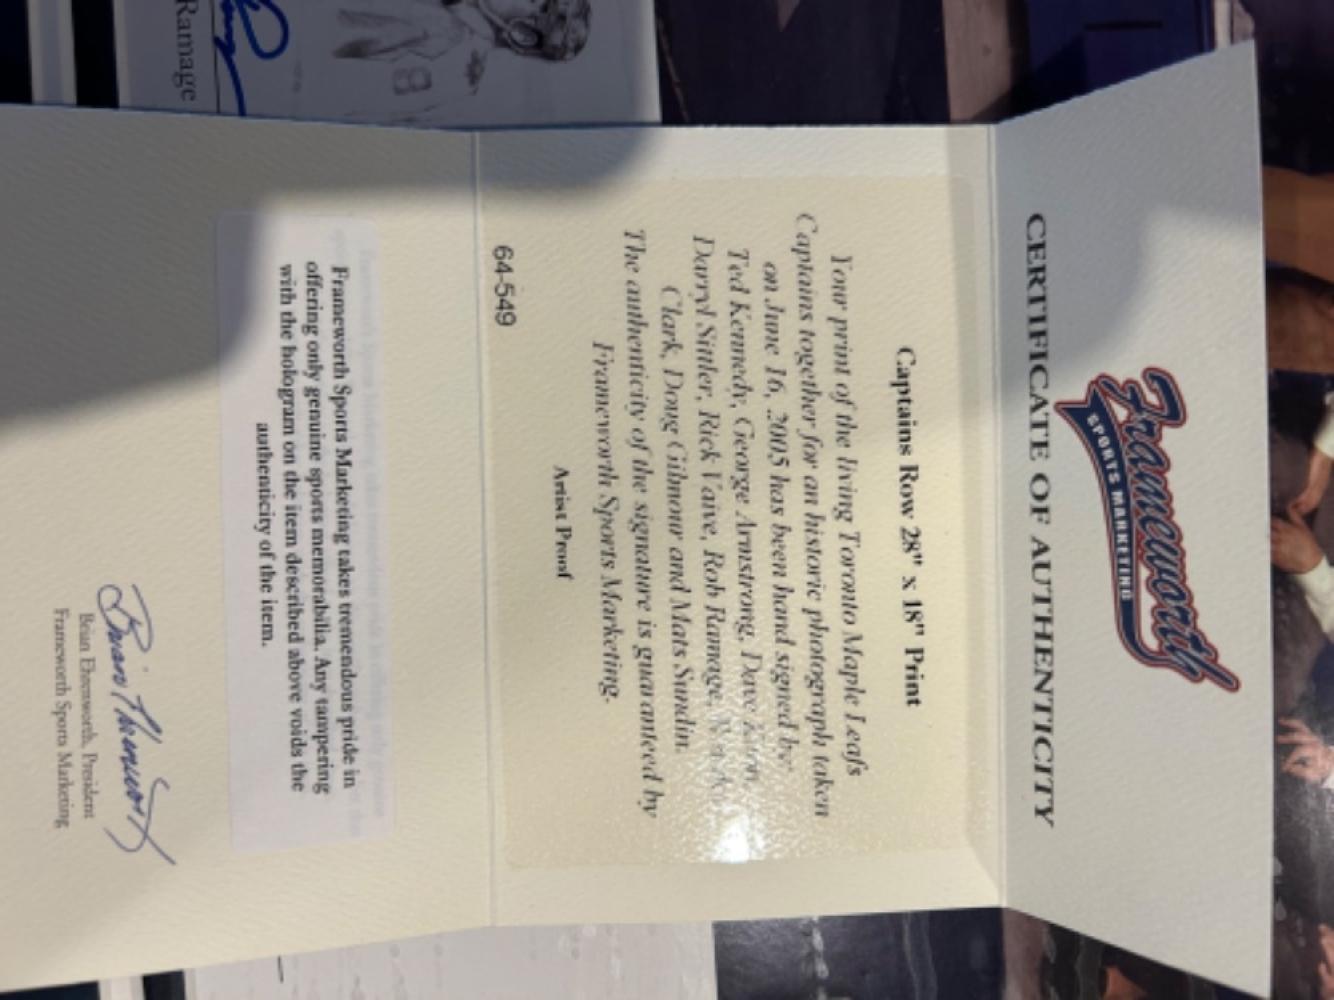 Frameworth
SPORTS MARKETING
CERTIFICATE OF AUTHENTICITY
Captains Row 28" x 18" Print
Your print of the living Toronto Maple Leafs
Captains together for an historic photograph taken
on June 16, 2005 has been hand signed by
Ted Kennedy, George Armstrong, Dave Keon,
Darryl Sittler, Rick Vaive, Rob Ramage,
Clark, Doug Gilmour and Mats Sundin.
The authenticity of the signature is guaranteed by
Frameworth Sports Marketing.
Artist Proof
64-549
Frameworth Sports Marketing takes tremendous pride in
offering only genuine sports memorabilia. Any tampering
with the hologram on the item described above voids the
authenticity of the item.
Brian Ehrenworth, President
Frameworth Sports Marketing
Ramage